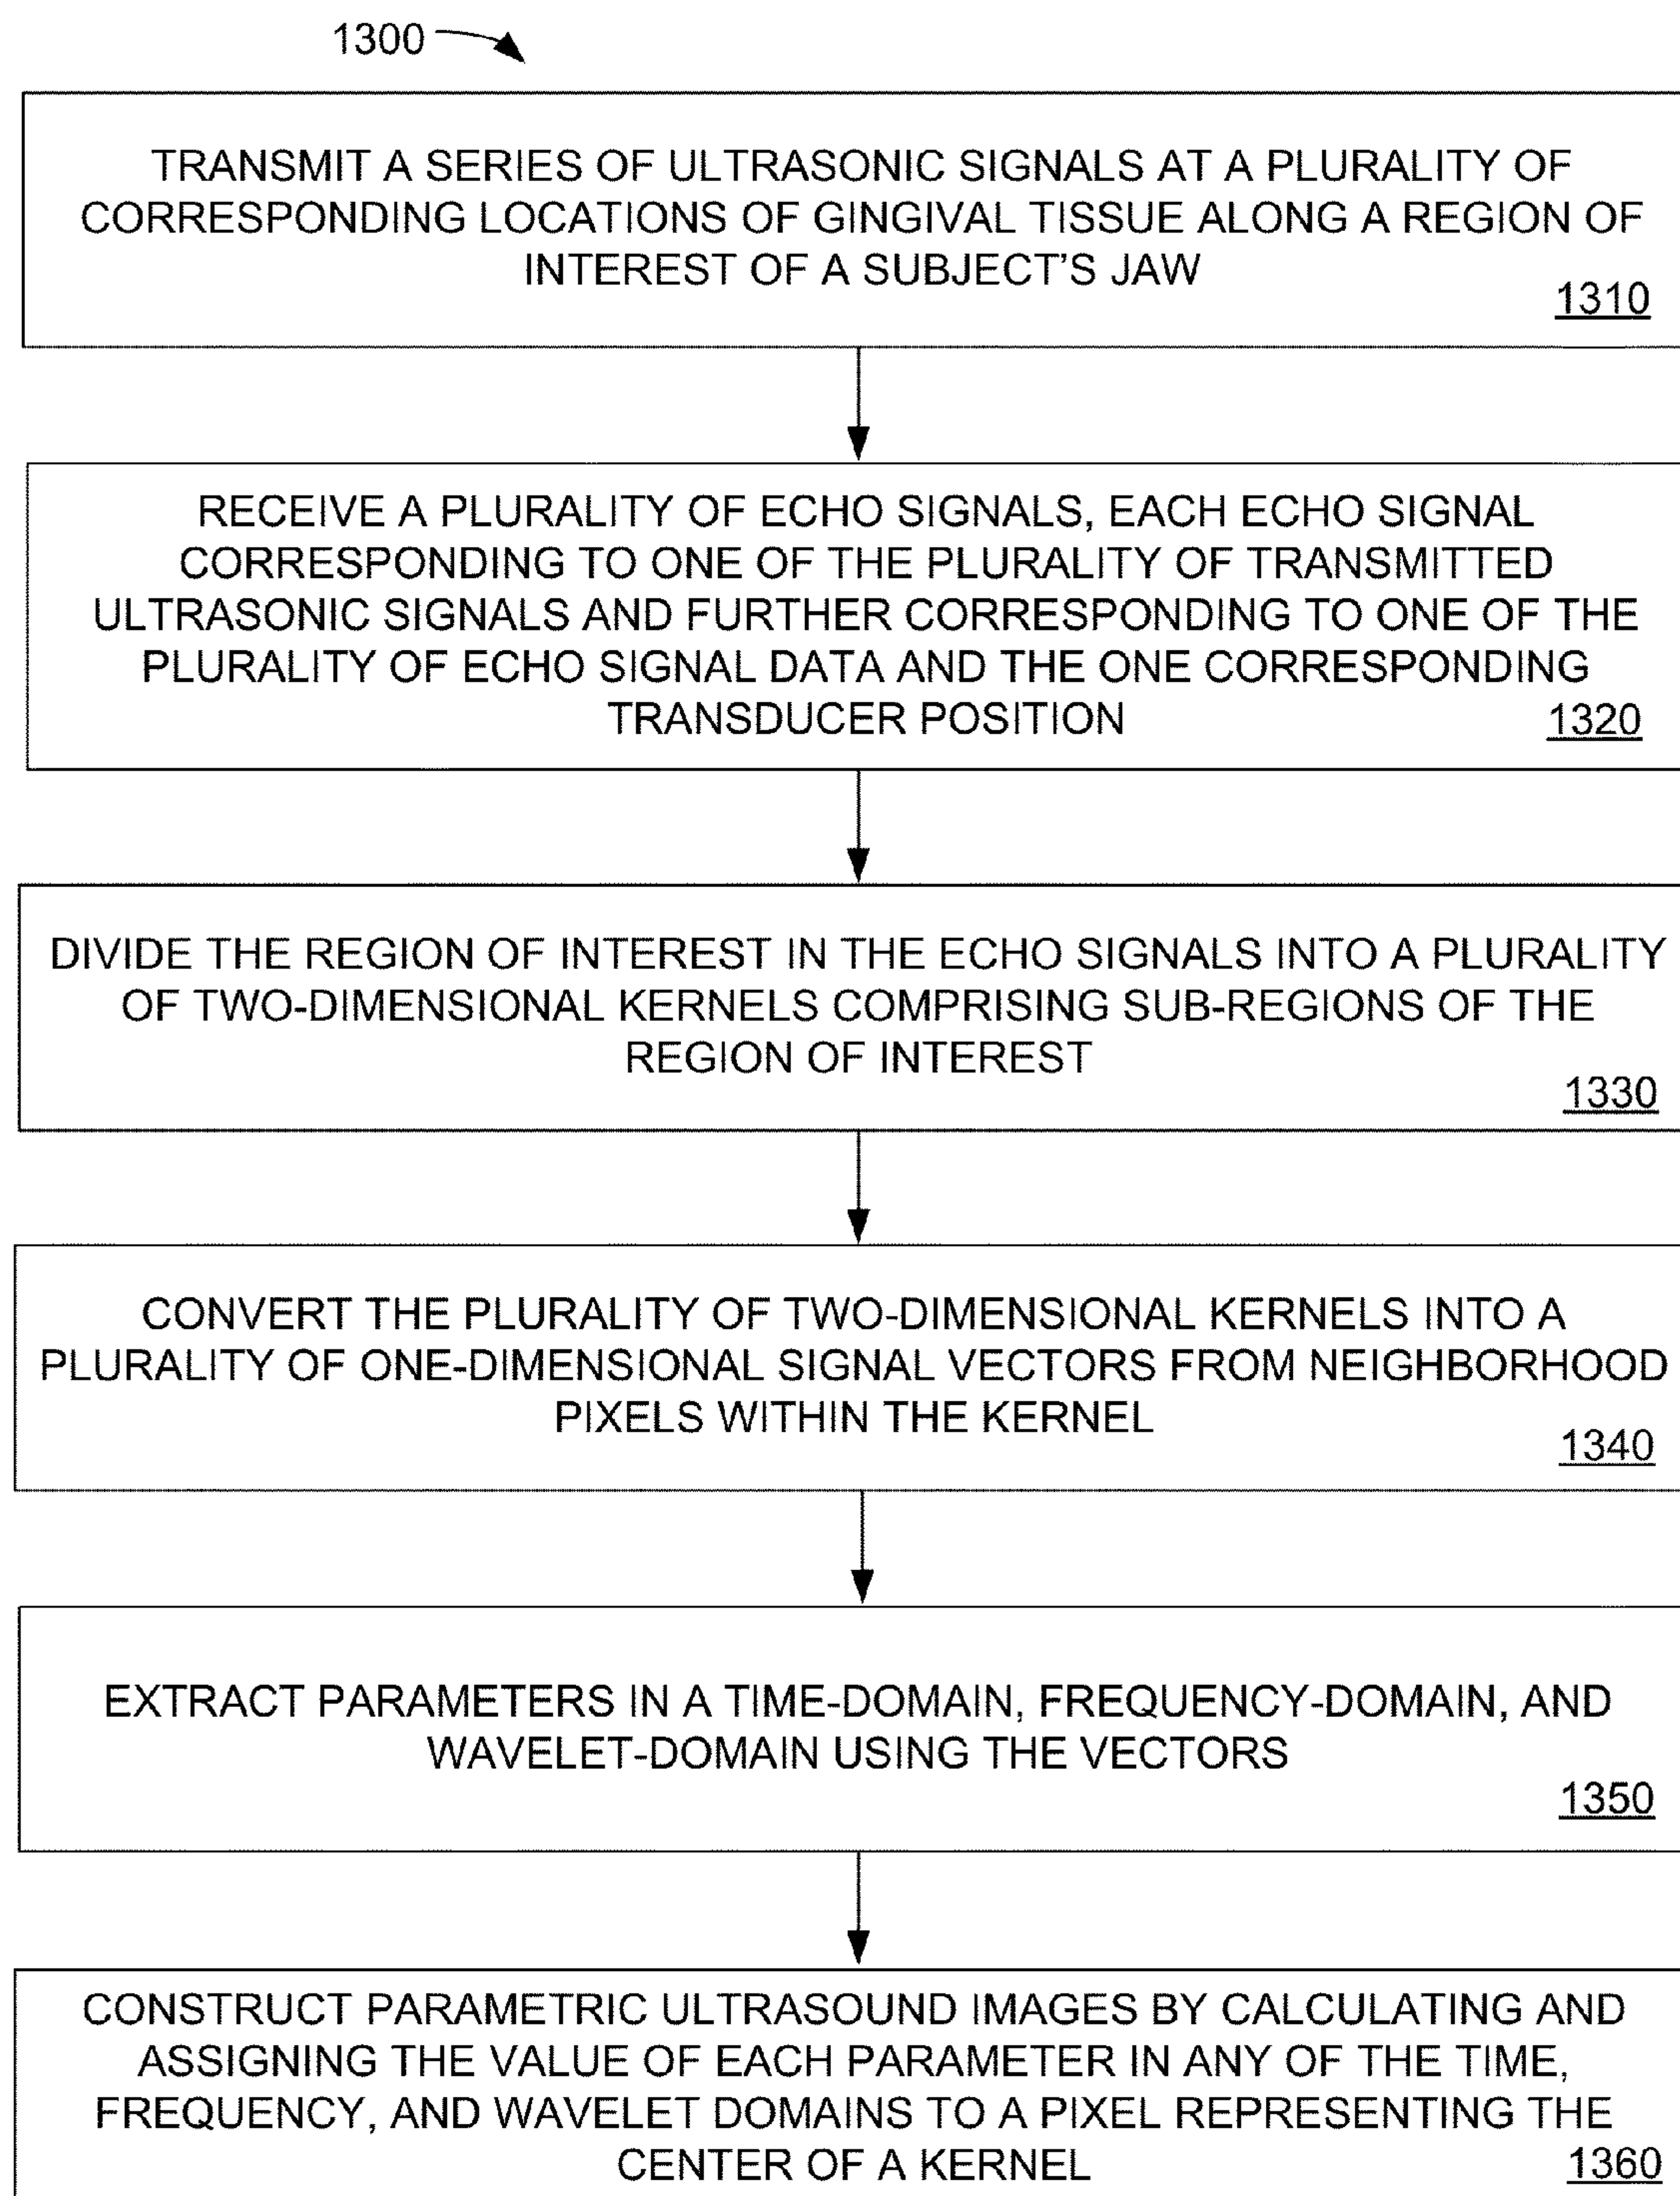 1300
TRANSMIT A SERIES OF ULTRASONIC SIGNALS AT A PLURALITY OF
CORRESPONDING LOCATIONS OF GINGIVAL TISSUE ALONG A REGION OF
INTEREST OF A SUBJECT'S JAW
1310
RECEIVE A PLURALITY OF ECHO SIGNALS, EACH ECHO SIGNAL
CORRESPONDING TO ONE OF THE PLURALITY OF TRANSMITTED
ULTRASONIC SIGNALS AND FURTHER CORRESPONDING TO ONE OF THE
PLURALITY OF ECHO SIGNAL DATA AND THE ONE CORRESPONDING
TRANSDUCER POSITION
1320
DIVIDE THE REGION OF INTEREST IN THE ECHO SIGNALS INTO A PLURALITY
OF TWO-DIMENSIONAL KERNELS COMPRISING SUB-REGIONS OF THE
REGION OF INTEREST
1330
CONVERT THE PLURALITY OF TWO-DIMENSIONAL KERNELS INTO A
PLURALITY OF ONE-DIMENSIONAL SIGNAL VECTORS FROM NEIGHBORHOOD
PIXELS WITHIN THE KERNEL
1340
EXTRACT PARAMETERS IN A TIME-DOMAIN, FREQUENCY-DOMAIN, AND
WAVELET-DOMAIN USING THE VECTORS
1350
CONSTRUCT PARAMETRIC ULTRASOUND IMAGES BY CALCULATING AND
ASSIGNING THE VALUE OF EACH PARAMETER IN ANY OF THE TIME,
FREQUENCY, AND WAVELET DOMAINS TO A PIXEL REPRESENTING THE
CENTER OF A KERNEL
1360